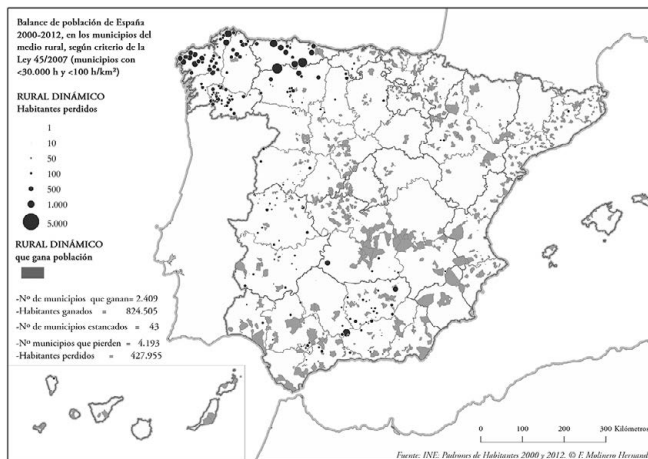 Balance de población de España
2000-2012, en los municipios del
medio rural, según criterio de la
Ley 45/2007 (municipios con
<30.000 h y <100 h/km²)
RURAL DINÁMICO
Habitantes perdidos
1
10
50
100
500
1.000
5.000
RURAL DINÁMICO
que gana población
-Nº de municipios que ganan= 2.409
-Habitantes ganados = 824.505
-Nº de municipios estancados = 43
-Nº municipios que pierden = 4.193
-Habitantes perdidos = 427.955
0 100 200 300 Kilómetros
Fuente: INE: Padrones de Habitantes 2000 y 2012. © F. Molinero Hernand